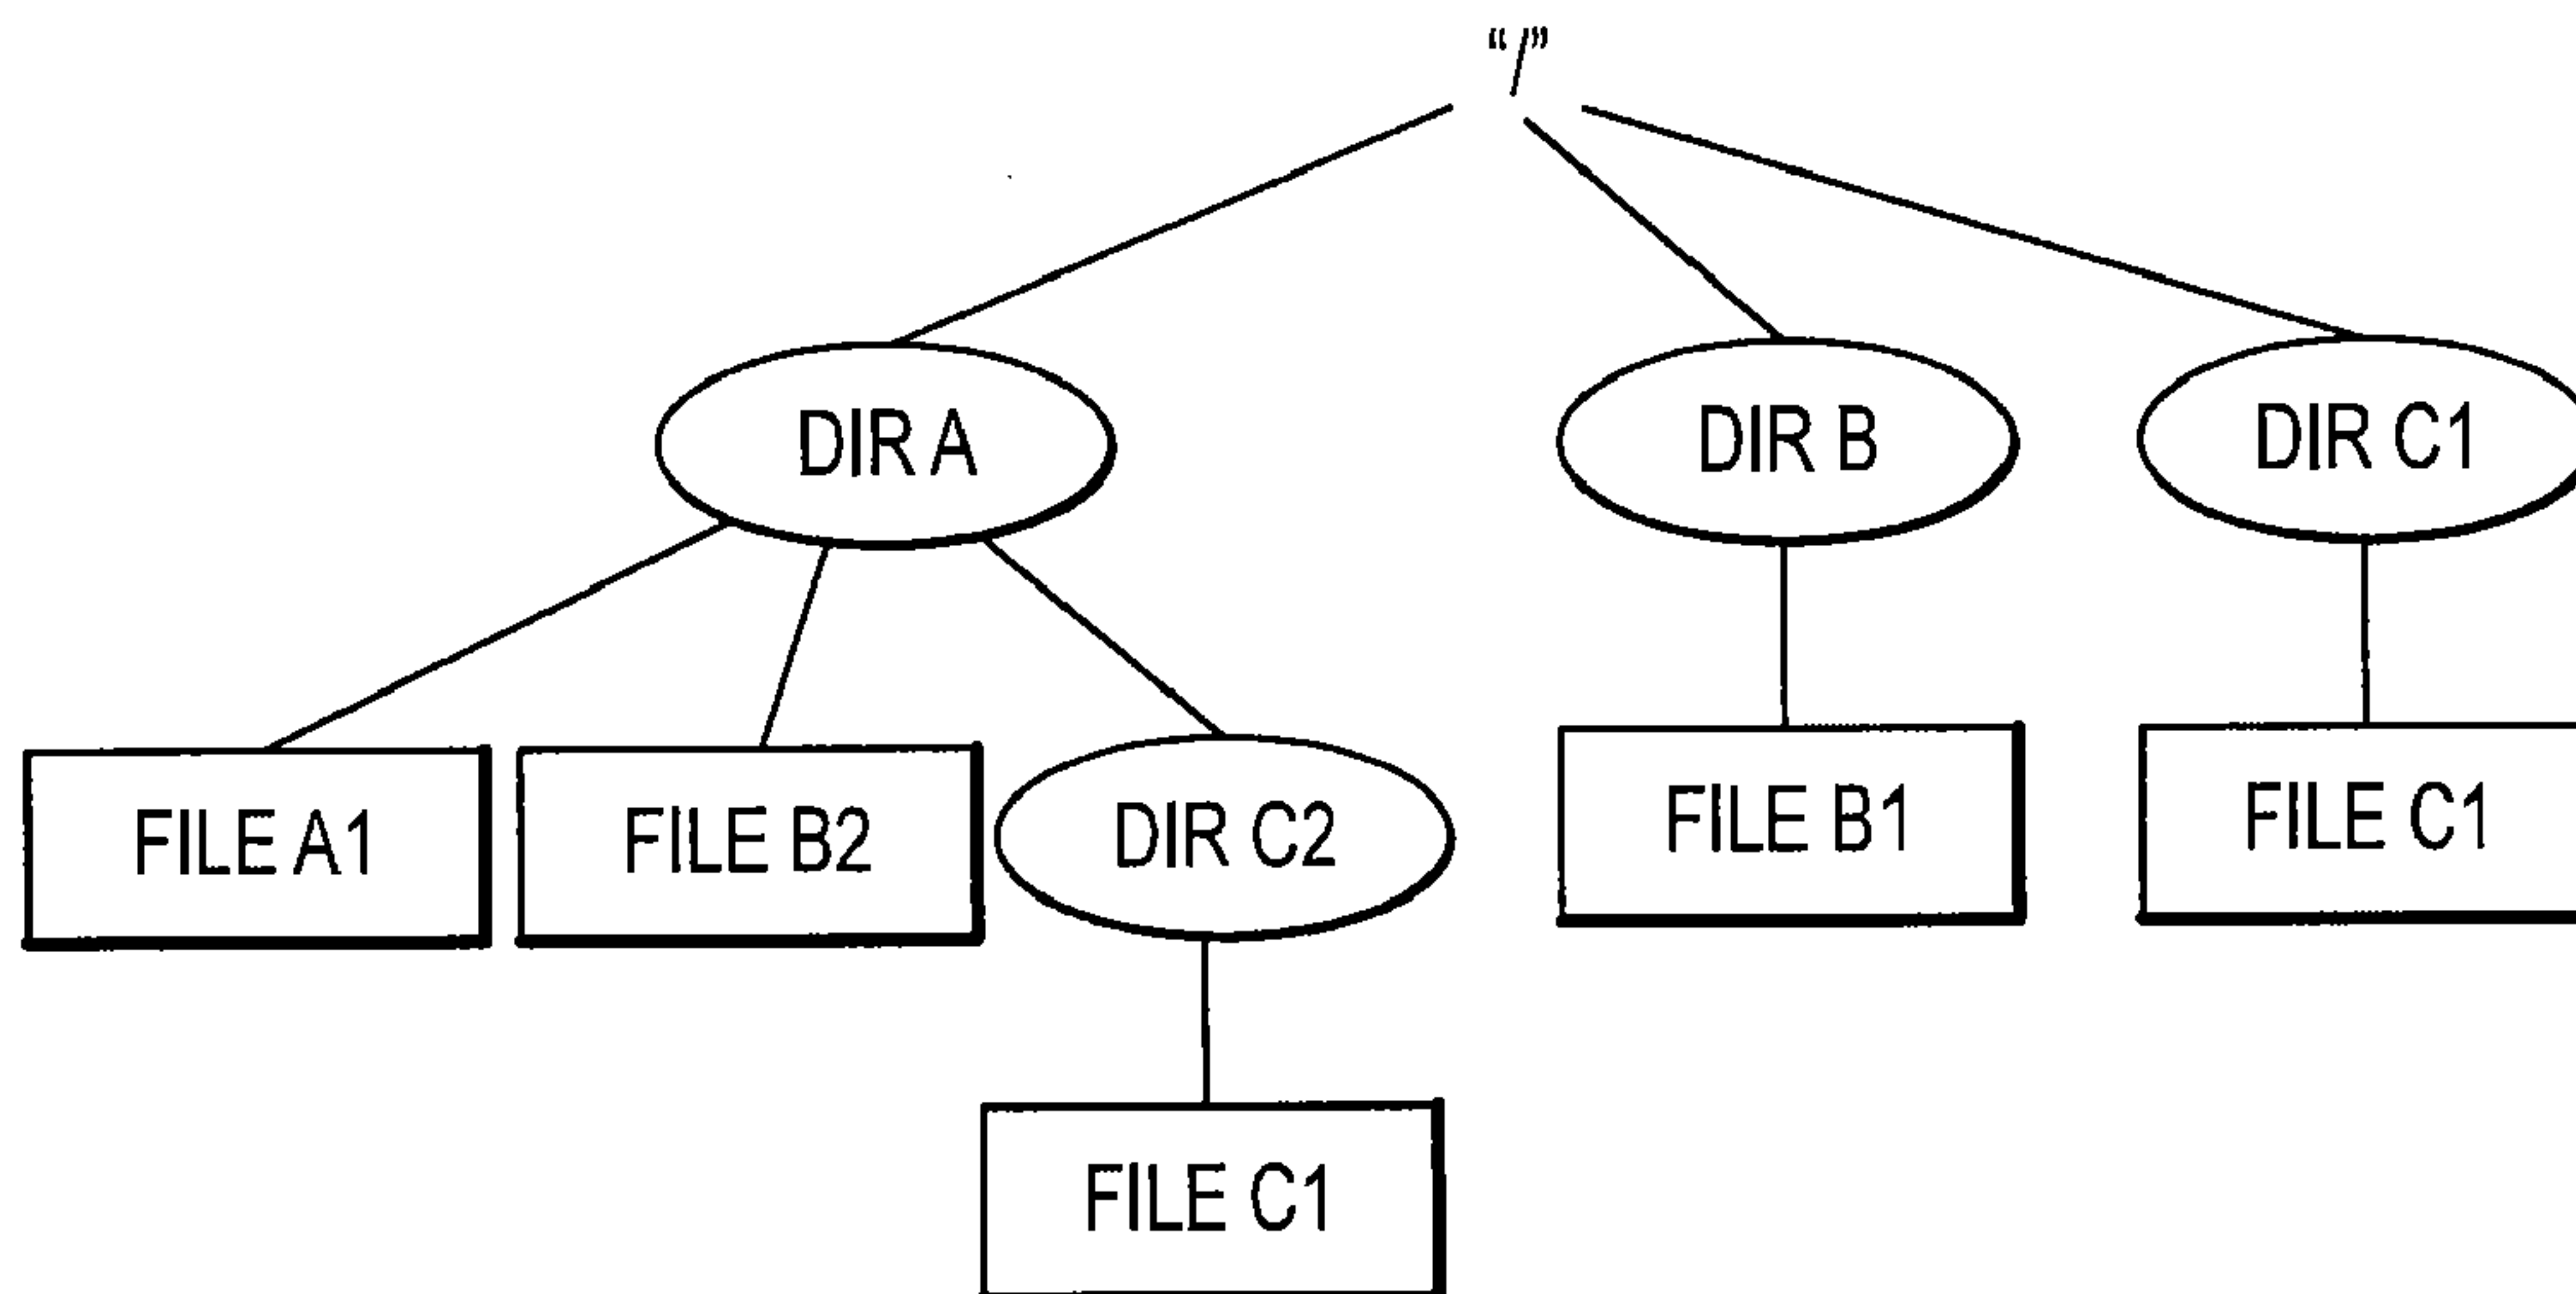 “/”
DIR A
DIR B
DIR C1
FILE A1
FILE B2
DIR C2
FILE B1
FILE C1
FILE C1